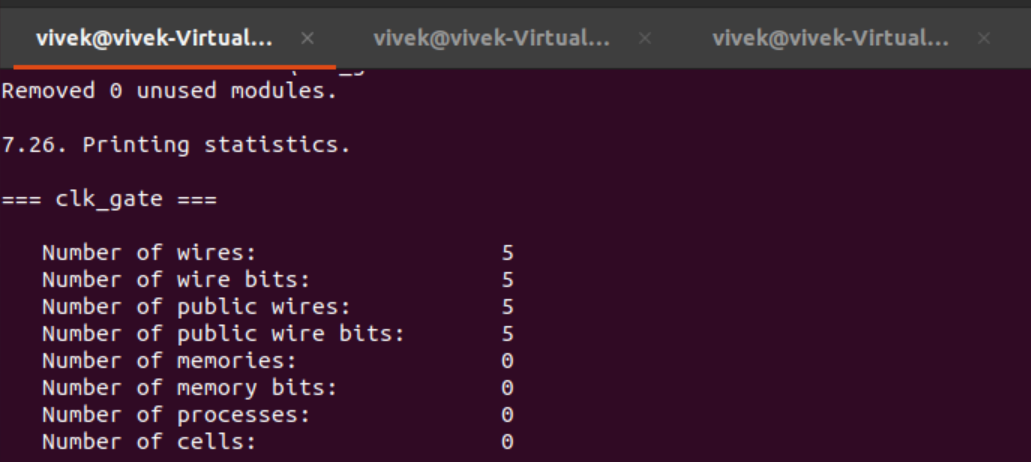 vivek@vivek-Virtual... × vivek@vivek-Virtual... × vivek@vivek-Virtual... ×
Removed 0 unused modules.
7.26. Printing statistics.
=== clk_gate ===
Number of wires: 5
Number of wire bits: 5
Number of public wires: 5
Number of public wire bits: 5
Number of memories: 0
Number of memory bits: 0
Number of processes: 0
Number of cells: 0